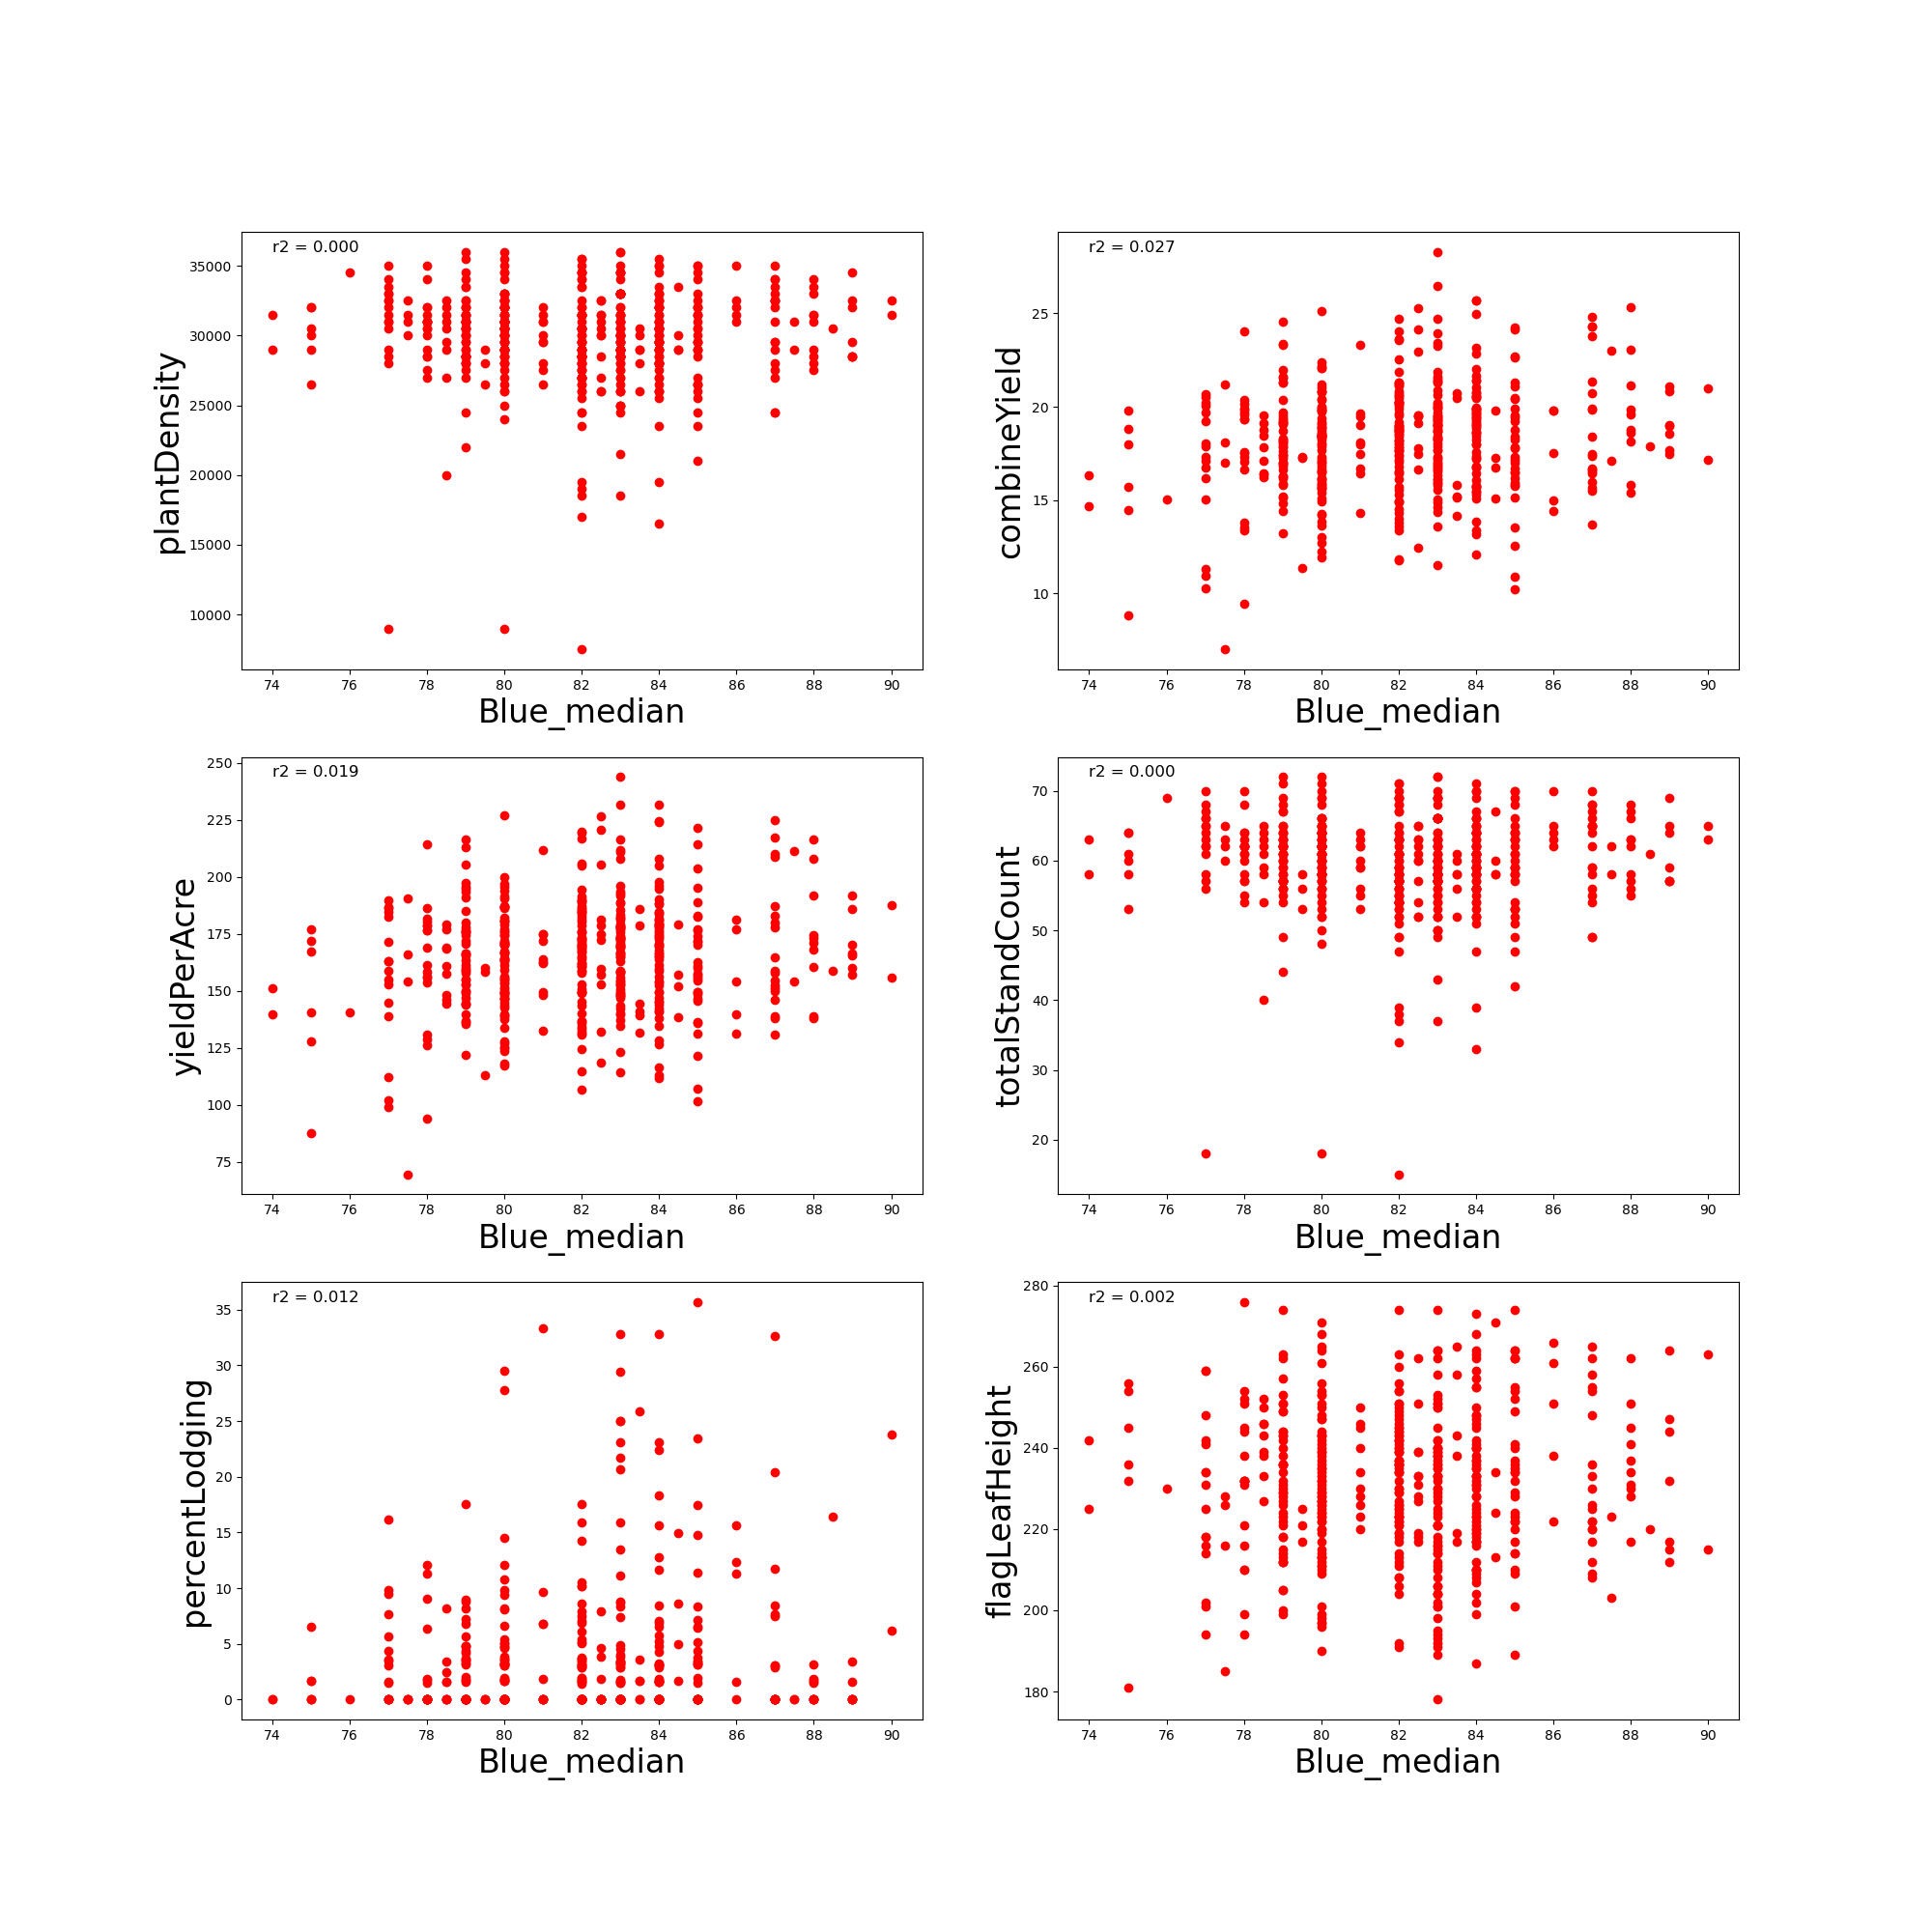 r2 = 0.000
35000
30000
25000
20000
15000
10000
plantDensity
74 76 78 80 82 84 86 88 90
Blue_median
r2 = 0.027
25
20
15
10
combineYield
74 76 78 80 82 84 86 88 90
Blue_median
r2 = 0.019
250
225
200
175
150
125
100
75
yieldPerAcre
74 76 78 80 82 84 86 88 90
Blue_median
r2 = 0.000
70
60
50
40
30
20
totalStandCount
74 76 78 80 82 84 86 88 90
Blue_median
r2 = 0.012
35
30
25
20
15
10
5
0
percentLodging
74 76 78 80 82 84 86 88 90
Blue_median
r2 = 0.002
280
260
240
220
200
180
flagLeafHeight
74 76 78 80 82 84 86 88 90
Blue_median